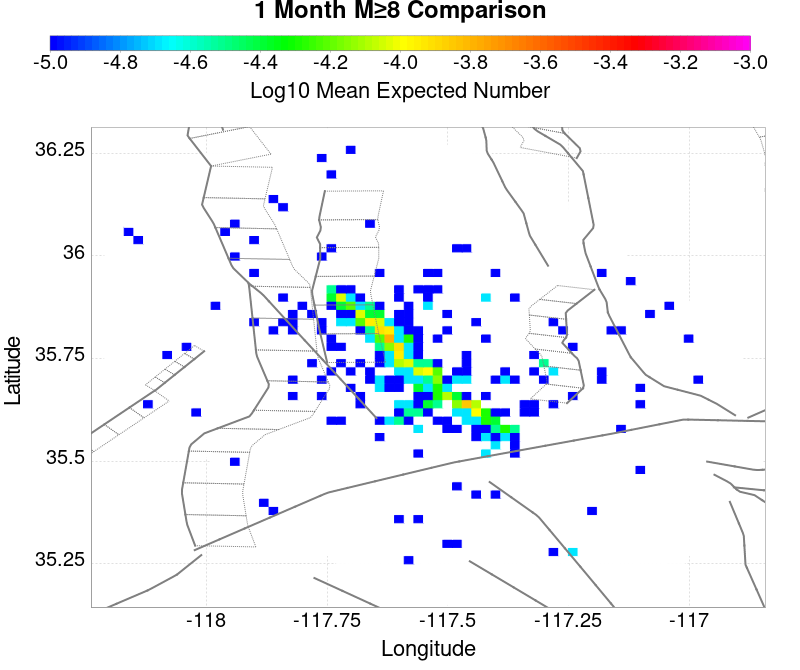 1 Month M≥8 Comparison
-5.0 -4.8 -4.6 -4.4 -4.2 -4.0 -3.8 -3.6 -3.4 -3.2 -3.0
Log10 Mean Expected Number
36.25
36
35.75
35.5
35.25
Latitude
-118 -117.75 -117.5 -117.25 -117
Longitude